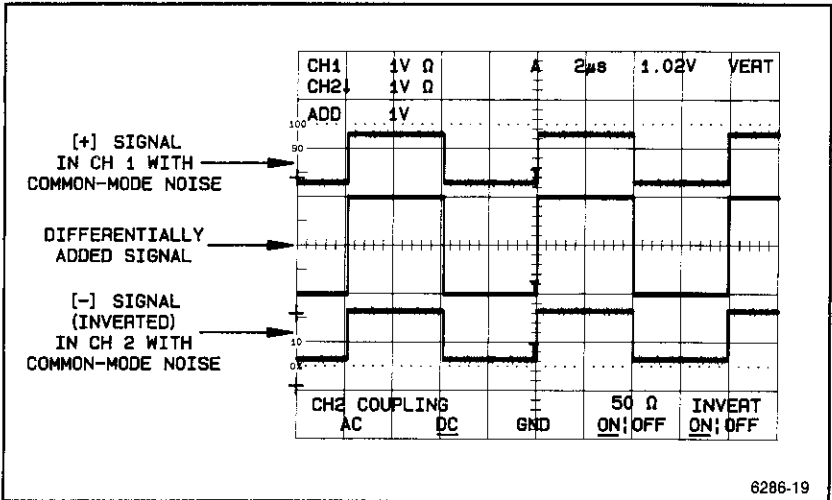 CH1 1V Ω A 2µs 1.02V VERT
CH2↓ 1V Ω
ADD 1V
100
90
[+] SIGNAL
IN CH 1 WITH
COMMON-MODE NOISE
DIFFERENTIALLY
ADDED SIGNAL
[−] SIGNAL
(INVERTED)
IN CH 2 WITH
COMMON-MODE NOISE
10
0%
CH2 COUPLING 50 Ω INVERT
AC DC GND ON¦OFF ON¦OFF
6286-19